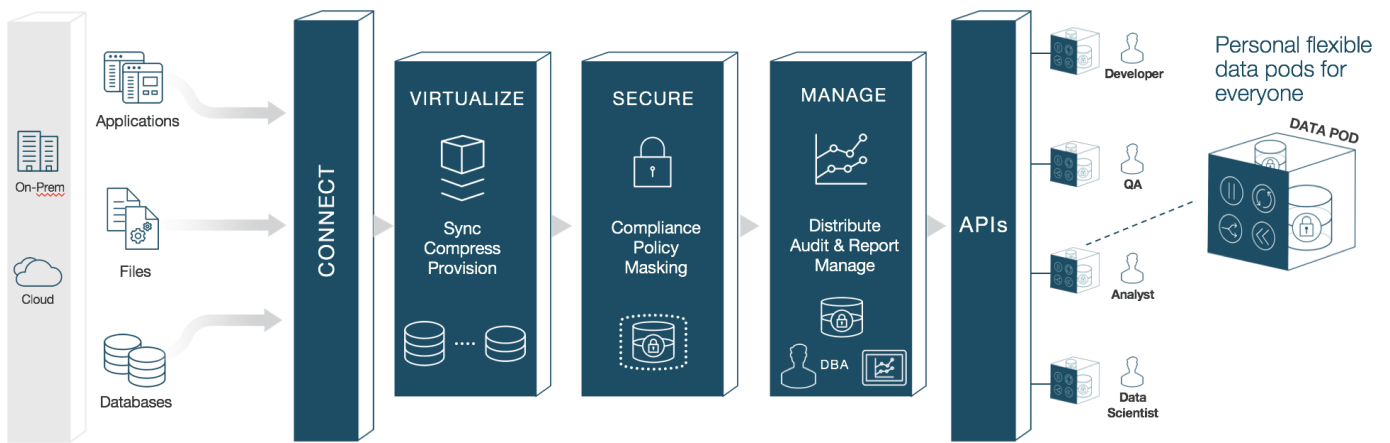 On-Prem
Cloud
Applications
Files
Databases
CONNECT
VIRTUALIZE
Sync
Compress
Provision
SECURE
Compliance
Policy
Masking
MANAGE
Distribute
Audit & Report
Manage
DBA
APIs
Developer
QA
Analyst
Data
Scientist
Personal flexible
data pods for
everyone
DATA POD